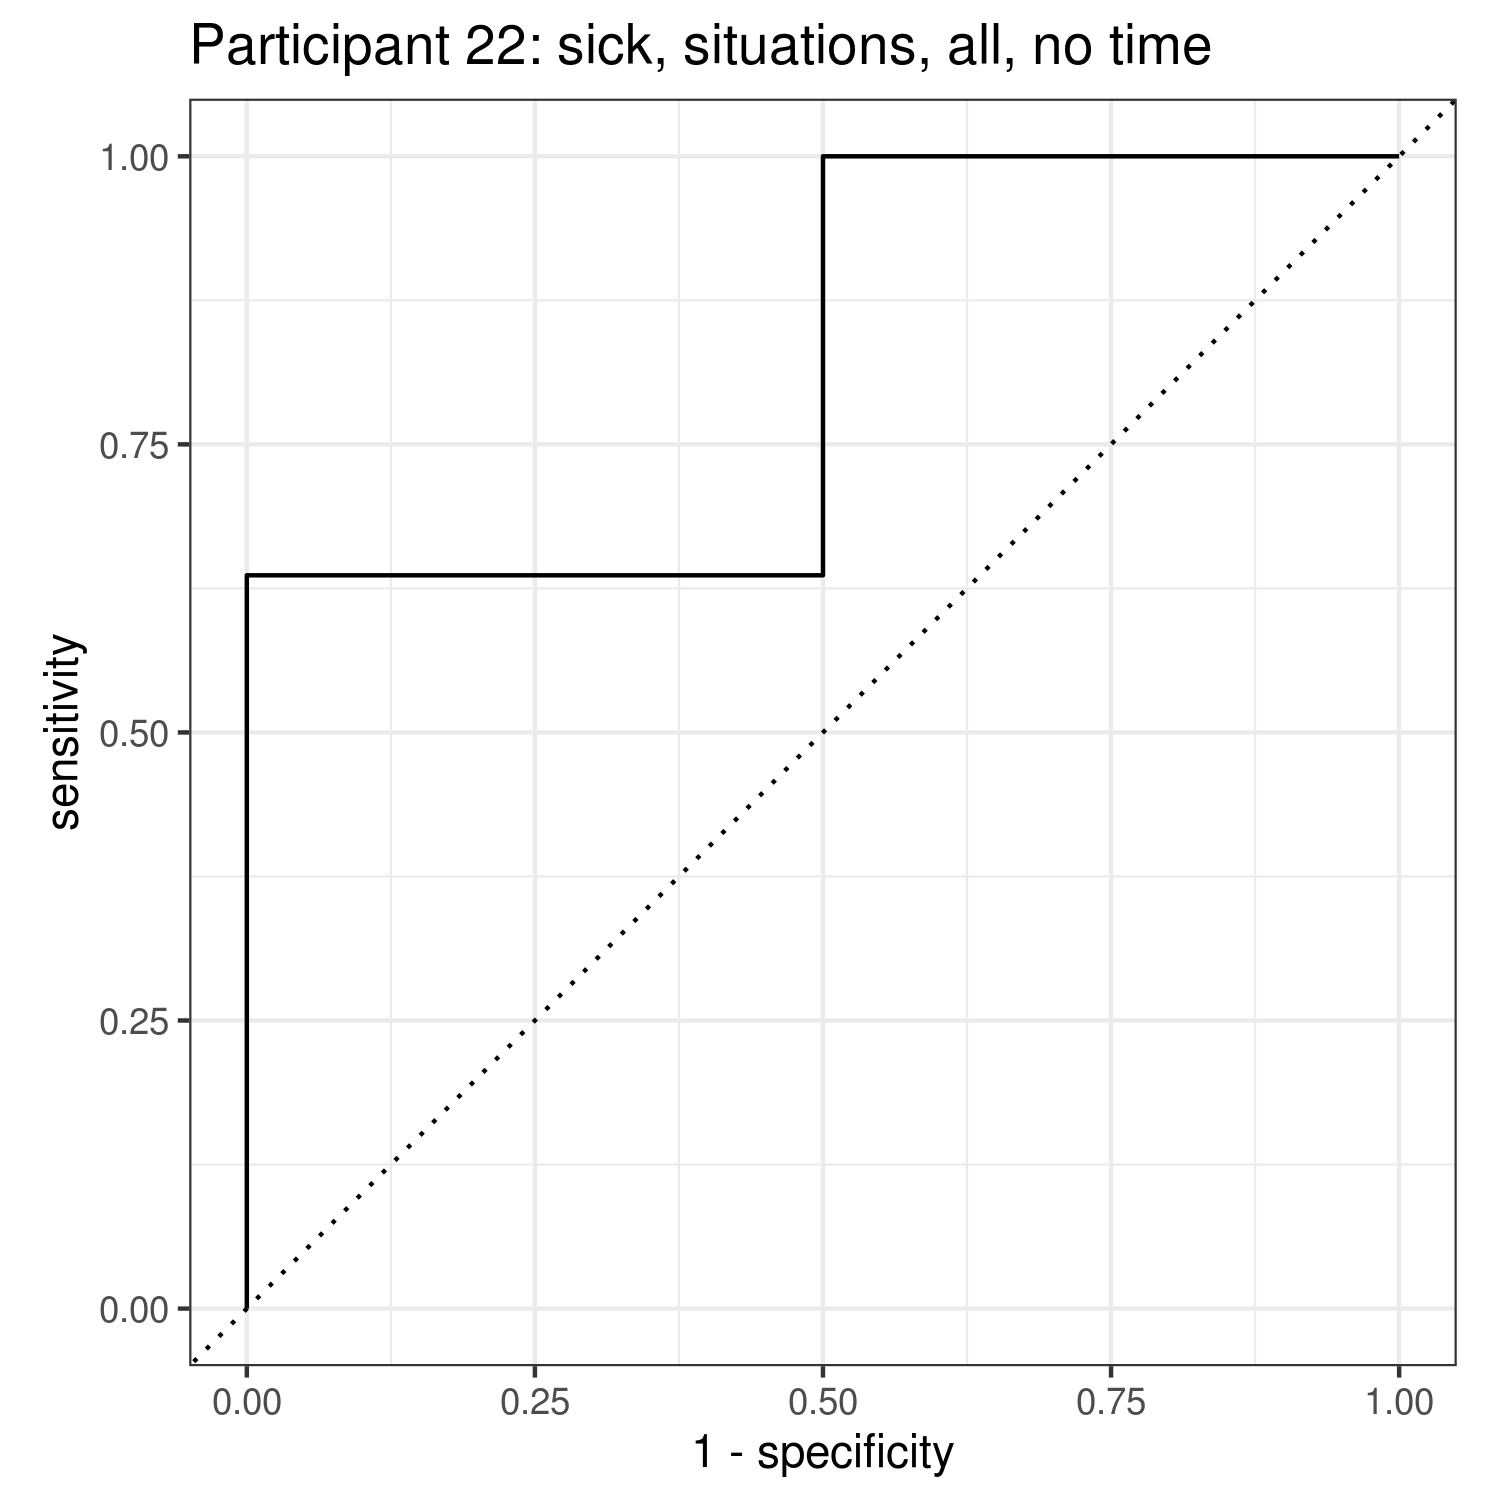 Participant 22: sick, situations, all, no time
1.00
0.75
0.50
0.25
0.00
sensitivity
0.00 0.25 0.50 0.75 1.00
1 - specificity